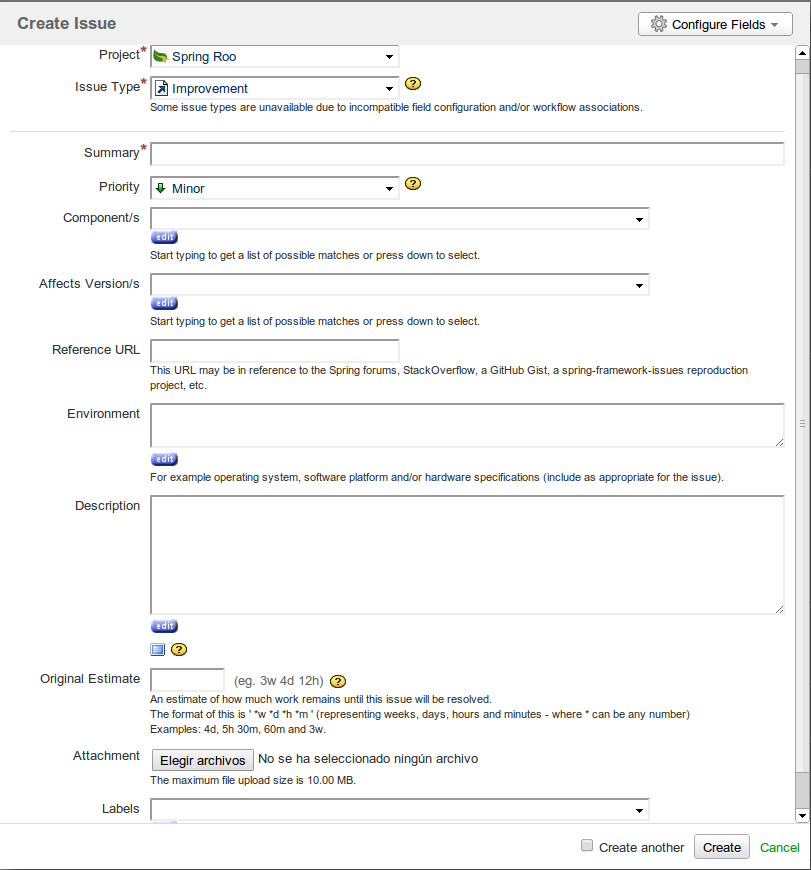 Create Issue
Configure Fields
Project* Spring Roo
Issue Type* Improvement ?
Some issue types are unavailable due to incompatible field configuration and/or workflow associations.
Summary*
Priority Minor ?
Component/s
edit
Start typing to get a list of possible matches or press down to select.
Affects Version/s
edit
Start typing to get a list of possible matches or press down to select.
Reference URL
This URL may be in reference to the Spring forums, StackOverflow, a GitHub Gist, a spring-framework-issues reproduction
project, etc.
Environment
edit
For example operating system, software platform and/or hardware specifications (include as appropriate for the issue).
Description
edit
?
Original Estimate (eg. 3w 4d 12h) ?
An estimate of how much work remains until this issue will be resolved.
The format of this is ' *w *d *h *m ' (representing weeks, days, hours and minutes - where * can be any number)
Examples: 4d, 5h 30m, 60m and 3w.
Attachment Elegir archivos No se ha seleccionado ningún archivo
The maximum file upload size is 10.00 MB.
Labels
Create another Create Cancel